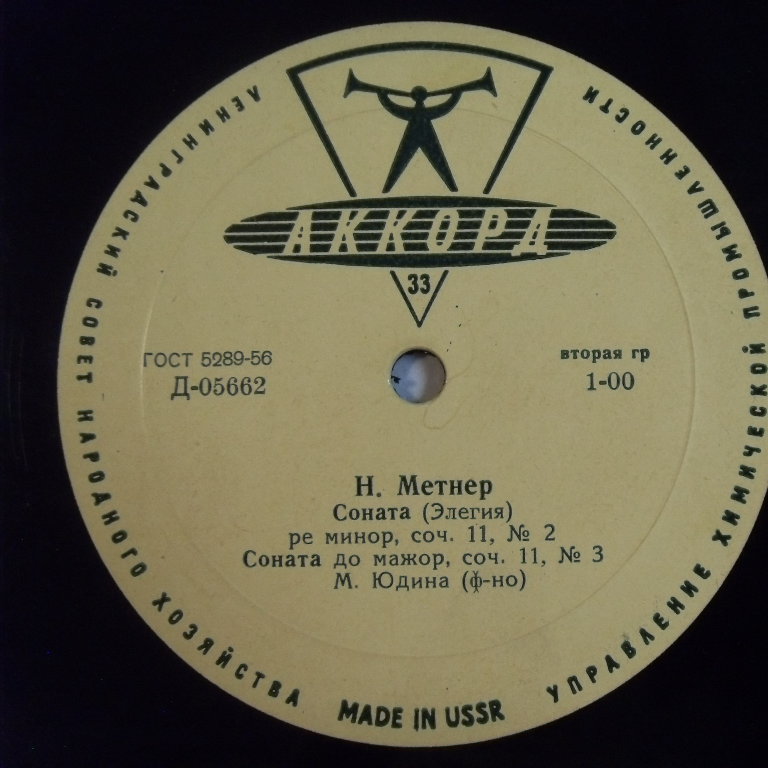 ЛЕНИНГРАДСКИЙ СОВЕТ НАРОДНОГО ХОЗЯЙСТВА
УПРАВЛЕНИЕ ХИМИЧЕСКОЙ ПРОМЫШЛЕННОСТИ
АККОРД
33
ГОСТ 5289-56
Д-05662
вторая гр
1-00
Н. Метнер
Соната (Элегия)
ре минор, соч. 11, № 2
Соната до мажор, соч. 11, № 3
М. Юдина (ф-но)
MADE IN USSR